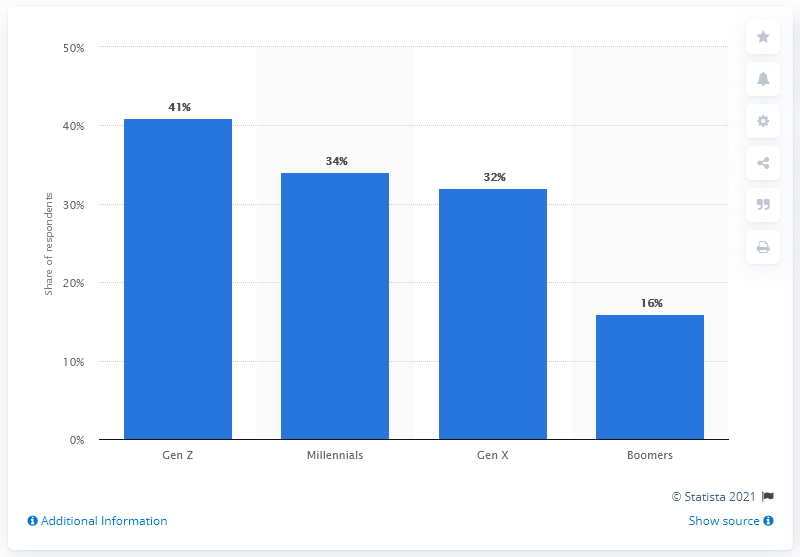 50%
40%
30%
20%
10%
0%
Share of respondents
41%
34%
32%
16%
Gen Z
Millennials
Gen X
Boomers
© Statista 2021
Additional Information
Show source